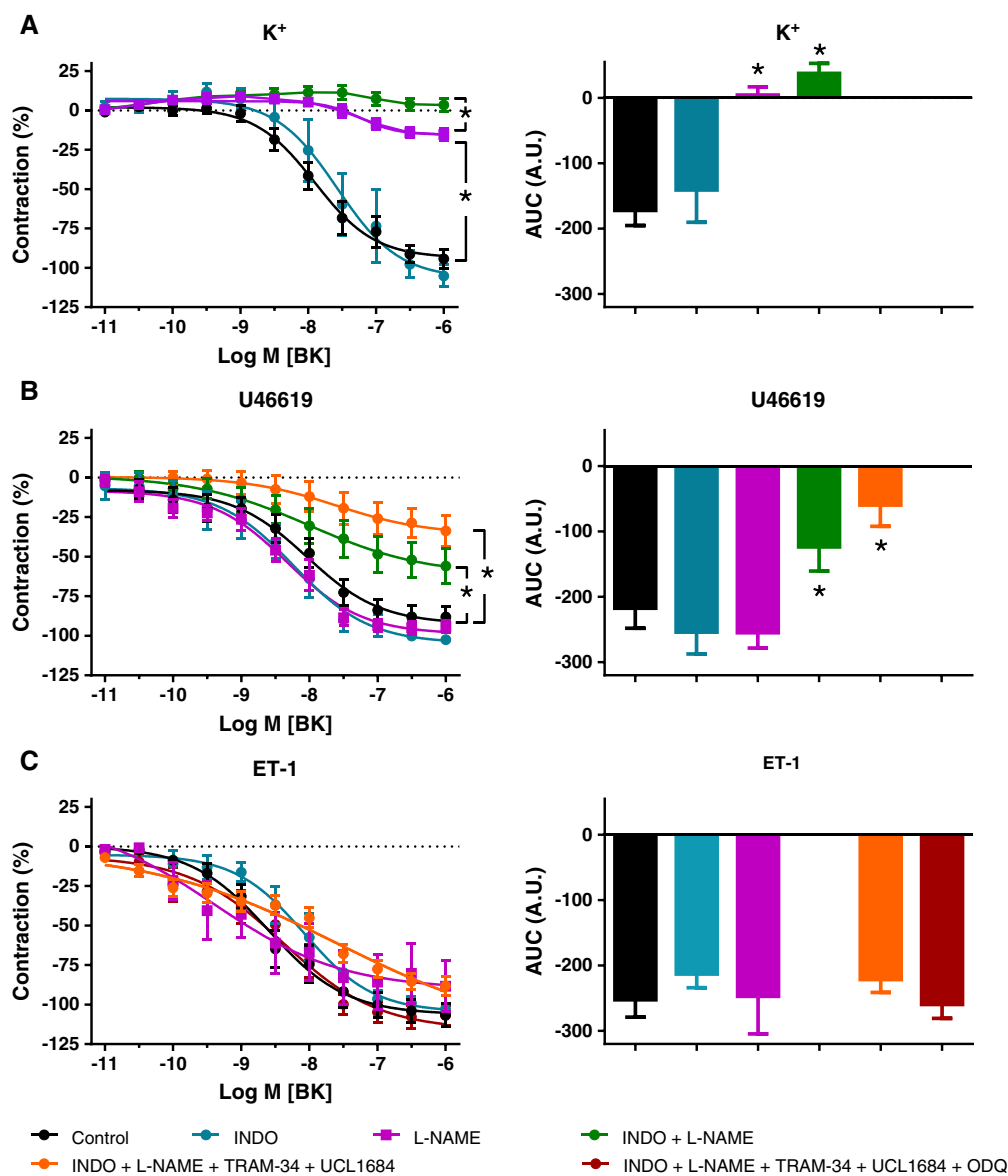 A
K+
K+
Contraction (%)
25
0
-25
-50
-75
-100
-125
-11
-10
-9
-8
-7
-6
Log M [BK]
*
*
AUC (A.U.)
0
-100
-200
-300
*
*
B
U46619
U46619
Contraction (%)
25
0
-25
-50
-75
-100
-125
-11
-10
-9
-8
-7
-6
Log M [BK]
*
*
AUC (A.U.)
0
-100
-200
-300
*
*
C
ET-1
ET-1
Contraction (%)
25
0
-25
-50
-75
-100
-125
-11
-10
-9
-8
-7
-6
Log M [BK]
AUC (A.U.)
0
-100
-200
-300
Control
INDO
L-NAME
INDO + L-NAME
INDO + L-NAME + TRAM-34 + UCL1684
INDO + L-NAME + TRAM-34 + UCL1684 + ODQ